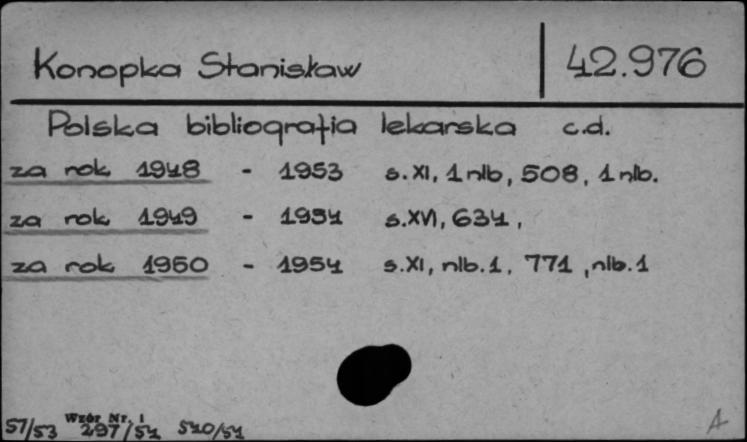 Konopka Stanisław 42.976
Polska bibliografia lekarska c.d.
za rok 1948 - 1953 s.XI, 1 nlb, 508, 1 nlb.
za rok 1949 - 1954 s.XVI, 634,
za rok 1950 - 1954 s.XI, nlb.1, 771, nlb.1
Wzór Nr. 1
57/53 297/54 540/54
A